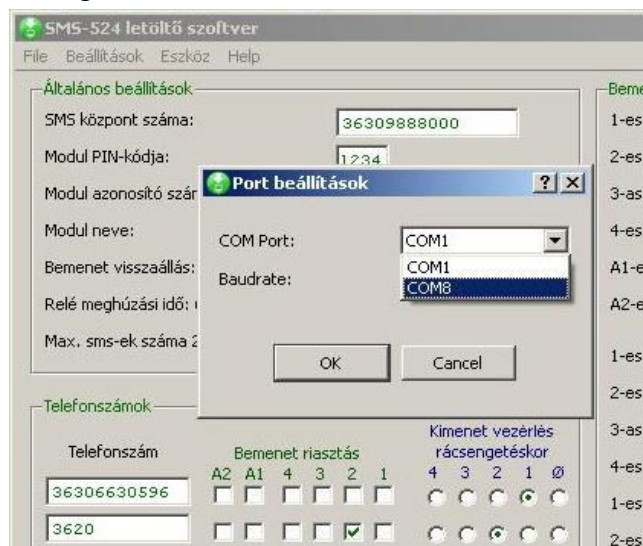 SMS-524 letöltő szoftver
File Beállítások Eszköz Help
Általános beállítások
SMS központ száma: 36309888000
Modul PIN-kódja: 1234
Modul azonosító szár
Modul neve:
Bemenet visszaállás:
Relé meghúzási idő:
Max. sms-ek száma 2
Port beállítások
COM Port: COM1
COM1
COM8
Baudrate:
OK Cancel
Telefonszámok
Telefonszám
Bemenet riasztás
A2 A1 4 3 2 1
Kimenet vezérlés
rácsengetéskor
4 3 2 1 Ø
36306630596
3620
Beme
1-es
2-es
3-as
4-es
A1-e
A2-e
1-es
2-es
3-as
4-es
1-es
2-es